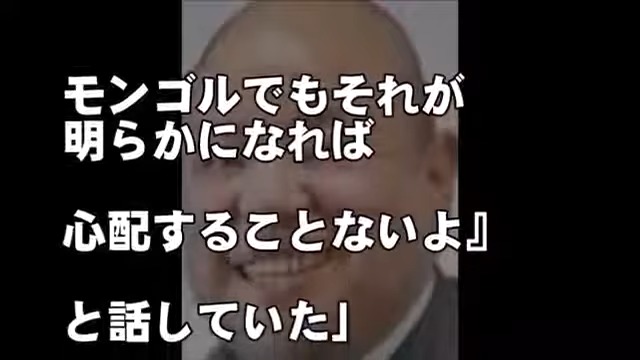 モンゴルでもそれが
明らかになれば
心配することないよ』
と話していた」